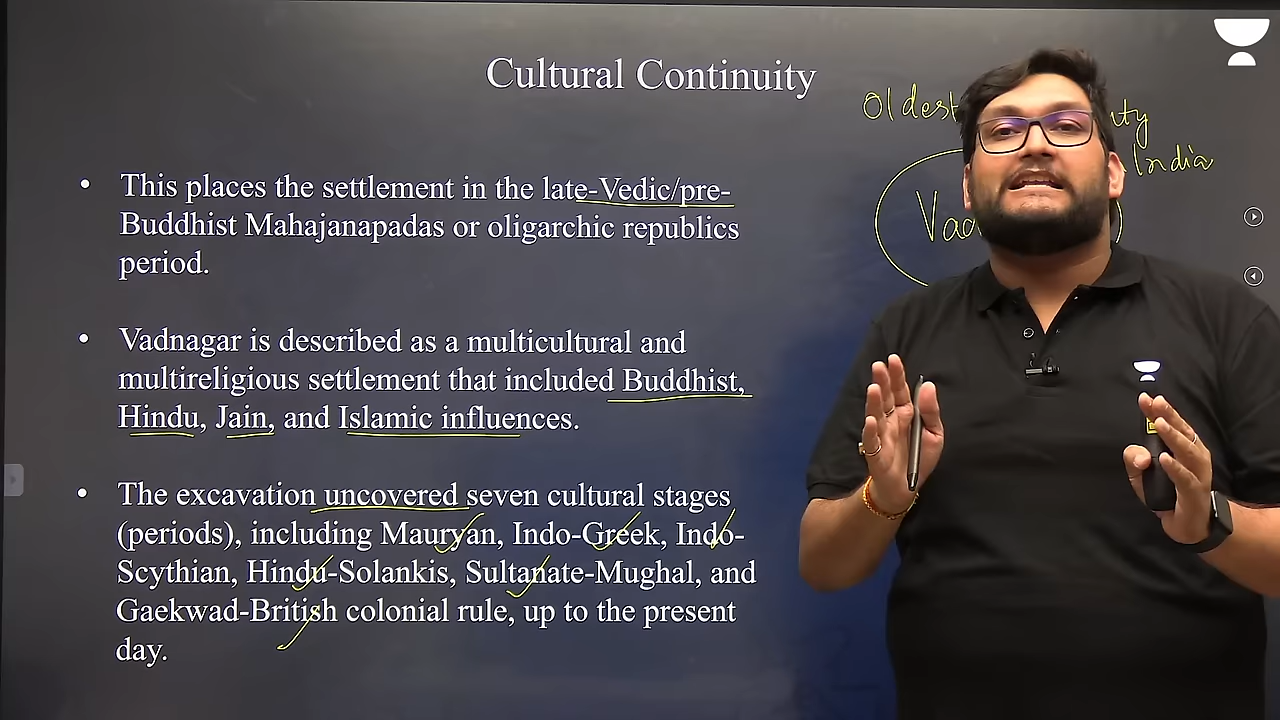 Cultural Continuity
Oldest
ity
India
Vad
• This places the settlement in the late-Vedic/pre-
Buddhist Mahajanapadas or oligarchic republics
period.
• Vadnagar is described as a multicultural and
multireligious settlement that included Buddhist,
Hindu, Jain, and Islamic influences.
• The excavation uncovered seven cultural stages
(periods), including Mauryan, Indo-Greek, Indo-
Scythian, Hindu-Solankis, Sultanate-Mughal, and
Gaekwad-British colonial rule, up to the present
day.